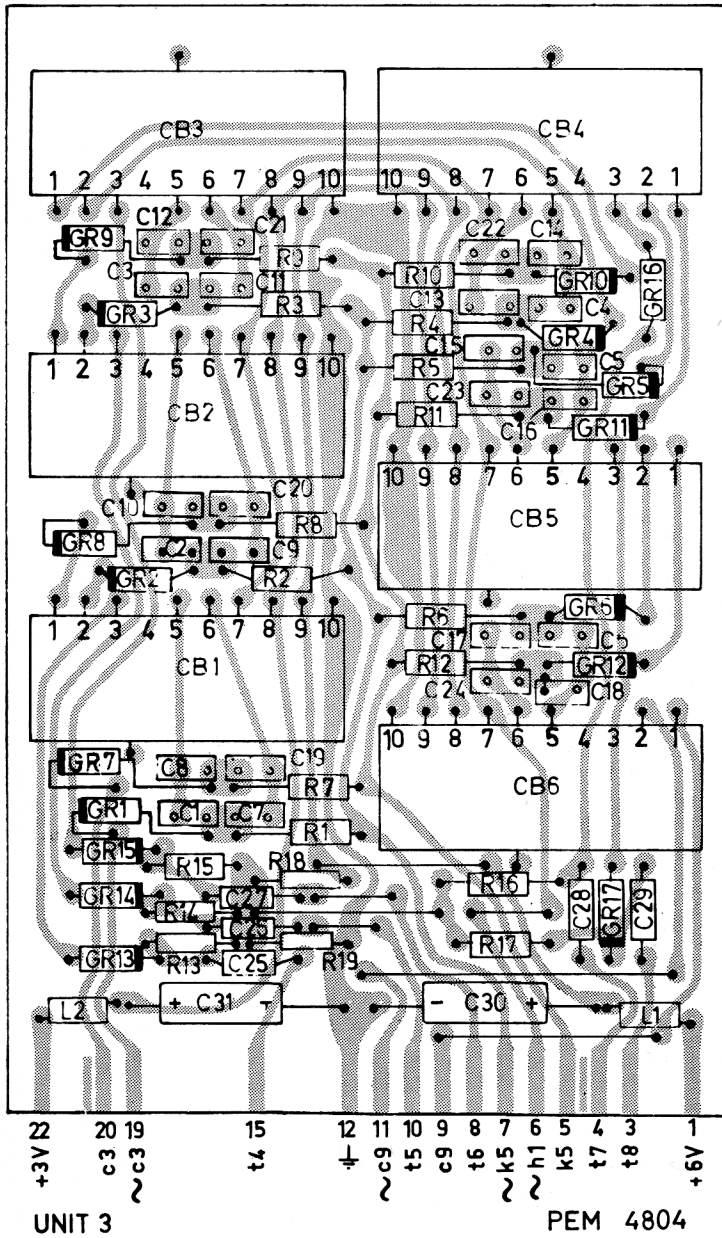 CB3 CB4
1 2 3 4 5 6 7 8 9 10 10 9 8 7 6 5 4 3 2 1
C12 C21 C22 C14
GR9 R9 R10 GR10 GR16
C3 C11 C13 C4
GR3 R3 R4 GR4
C15 C5
R5 GR5
1 2 3 4 5 6 7 8 9 10
C23
CB2 R11 C16 GR11
10 9 8 7 6 5 4 3 2 1
C10 C20
R8 CB5
GR8 C2 C9
GR2 R2
1 2 3 4 5 6 7 8 9 10
R6 GR6
C17
CB1 R12 GR12
C24 C18
10 9 8 7 6 5 4 3 2 1
GR7 C8 C19
R7 CB6
GR1 C1 C7
R1
GR15 R15 R18
R16
GR14 C27 C28 GR17 C29
R14
C26
R17
GR13 R13 C25 R19
L2 + C31 - - C30 + L1
22 20 19 15 12 11 10 9 8 7 6 5 4 3 1
+3V c3 ~c3 t4 ⏚ ~c9 t5 c9 t6 ~k5 ~h1 k5 t7 t8 +6V
UNIT 3 PEM 4804